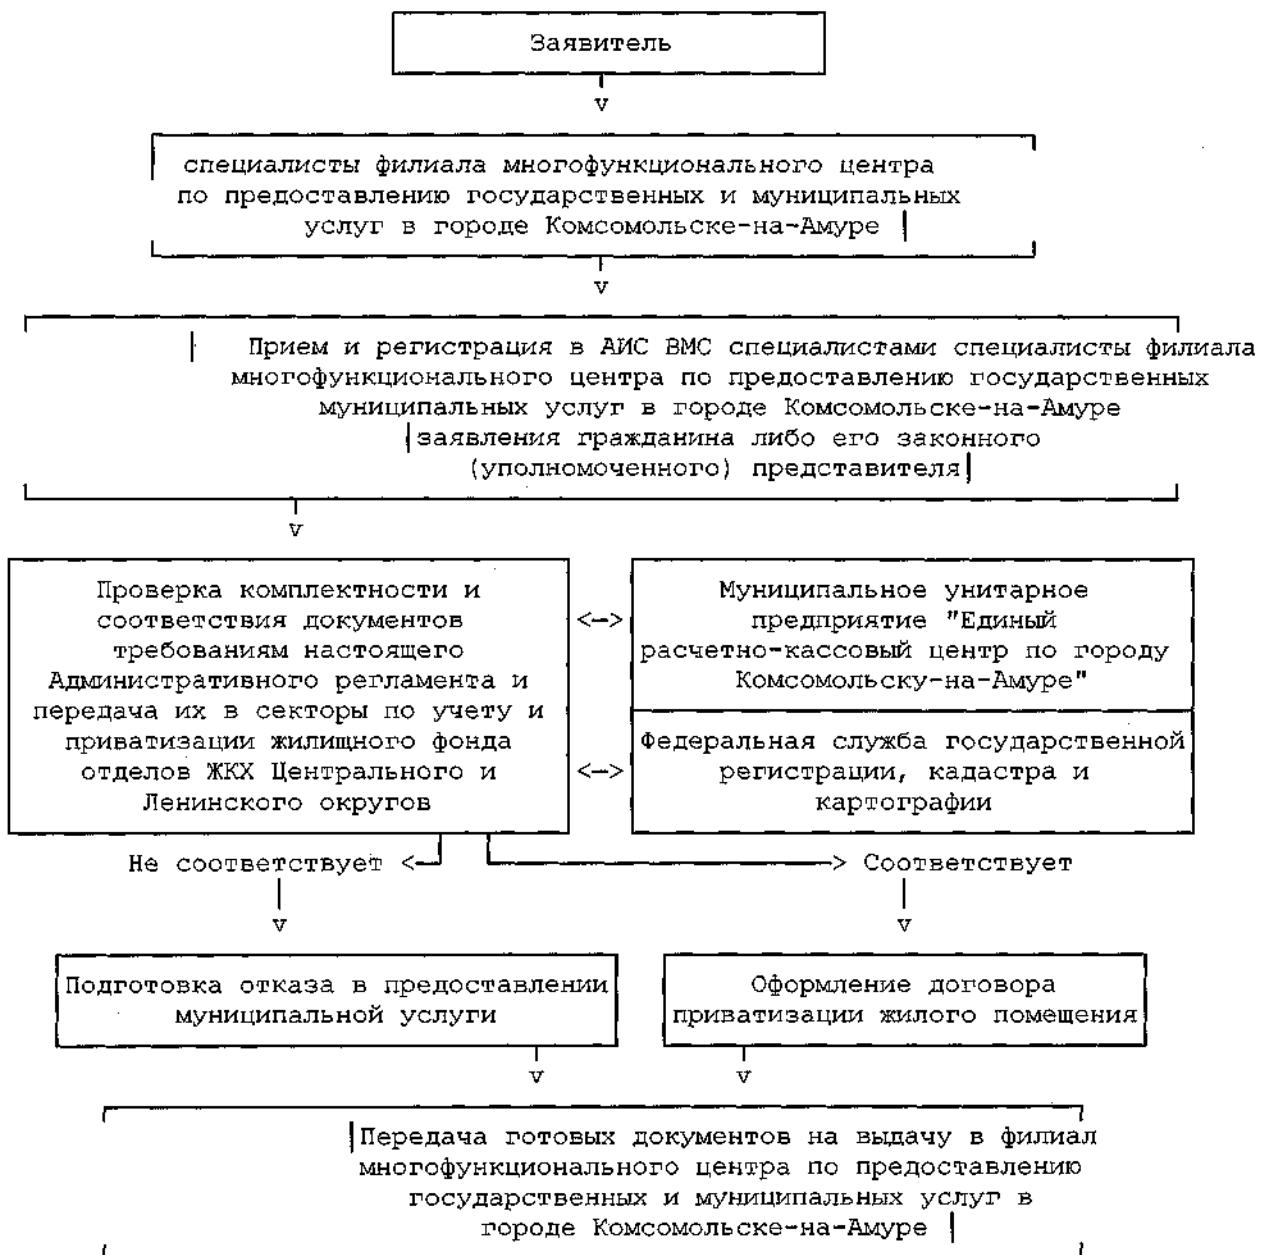 Заявитель
v
специалисты филиала многофункционального центра
по предоставлению государственных и муниципальных
услуг в городе Комсомольске-на-Амуре
v
Прием и регистрация в АИС ВМС специалистами специалисты филиала
многофункционального центра по предоставлению государственных
муниципальных услуг в городе Комсомольске-на-Амуре
заявления гражданина либо его законного
(уполномоченного) представителя
v
Проверка комплектности и
соответствия документов
требованиям настоящего
Административного регламента и
передача их в секторы по учету и
приватизации жилищного фонда
отделов ЖКХ Центрального и
Ленинского округов
<->
Муниципальное унитарное
предприятие "Единый
расчетно-кассовый центр по городу
Комсомольску-на-Амуре"
<->
Федеральная служба государственной
регистрации, кадастра и
картографии
Не соответствует <
> Соответствует
v
v
Подготовка отказа в предоставлении
муниципальной услуги
Оформление договора
приватизации жилого помещения
v
v
Передача готовых документов на выдачу в филиал
многофункционального центра по предоставлению
государственных и муниципальных услуг в
городе Комсомольске-на-Амуре